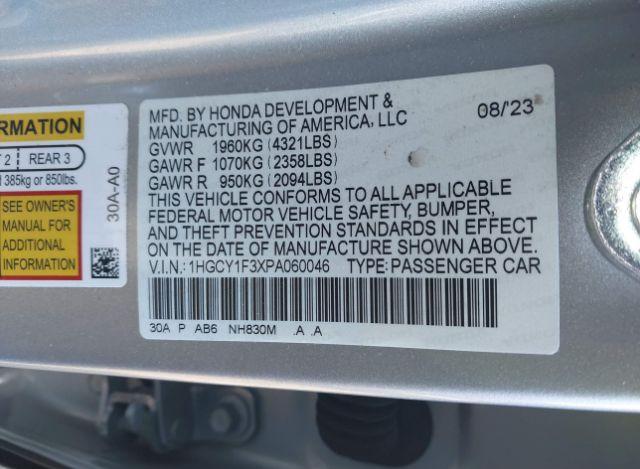 RMATION
T 2 REAR 3
385kg or 850lbs.
SEE OWNER'S
MANUAL FOR
ADDITIONAL
INFORMATION
30A-A0
MFD. BY HONDA DEVELOPMENT & 08/'23
MANUFACTURING OF AMERICA, LLC
GVWR 1960KG (4321LBS)
GAWR F 1070KG (2358LBS)
GAWR R 950KG (2094LBS)
THIS VEHICLE CONFORMS TO ALL APPLICABLE
FEDERAL MOTOR VEHICLE SAFETY, BUMPER,
AND THEFT PREVENTION STANDARDS IN EFFECT
ON THE DATE OF MANUFACTURE SHOWN ABOVE.
V.I.N.: 1HGCY1F3XPA060046 TYPE: PASSENGER CAR
30A P AB6 NH830M .A .A